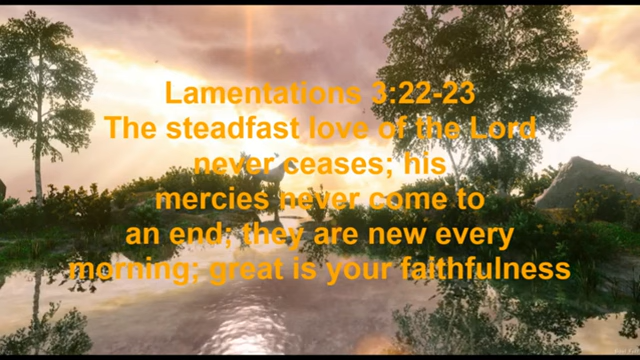 Lamentations 3:22-23
The steadfast love of the Lord
never ceases; his
mercies never come to
an end; they are new every
morning; great is your faithfulness